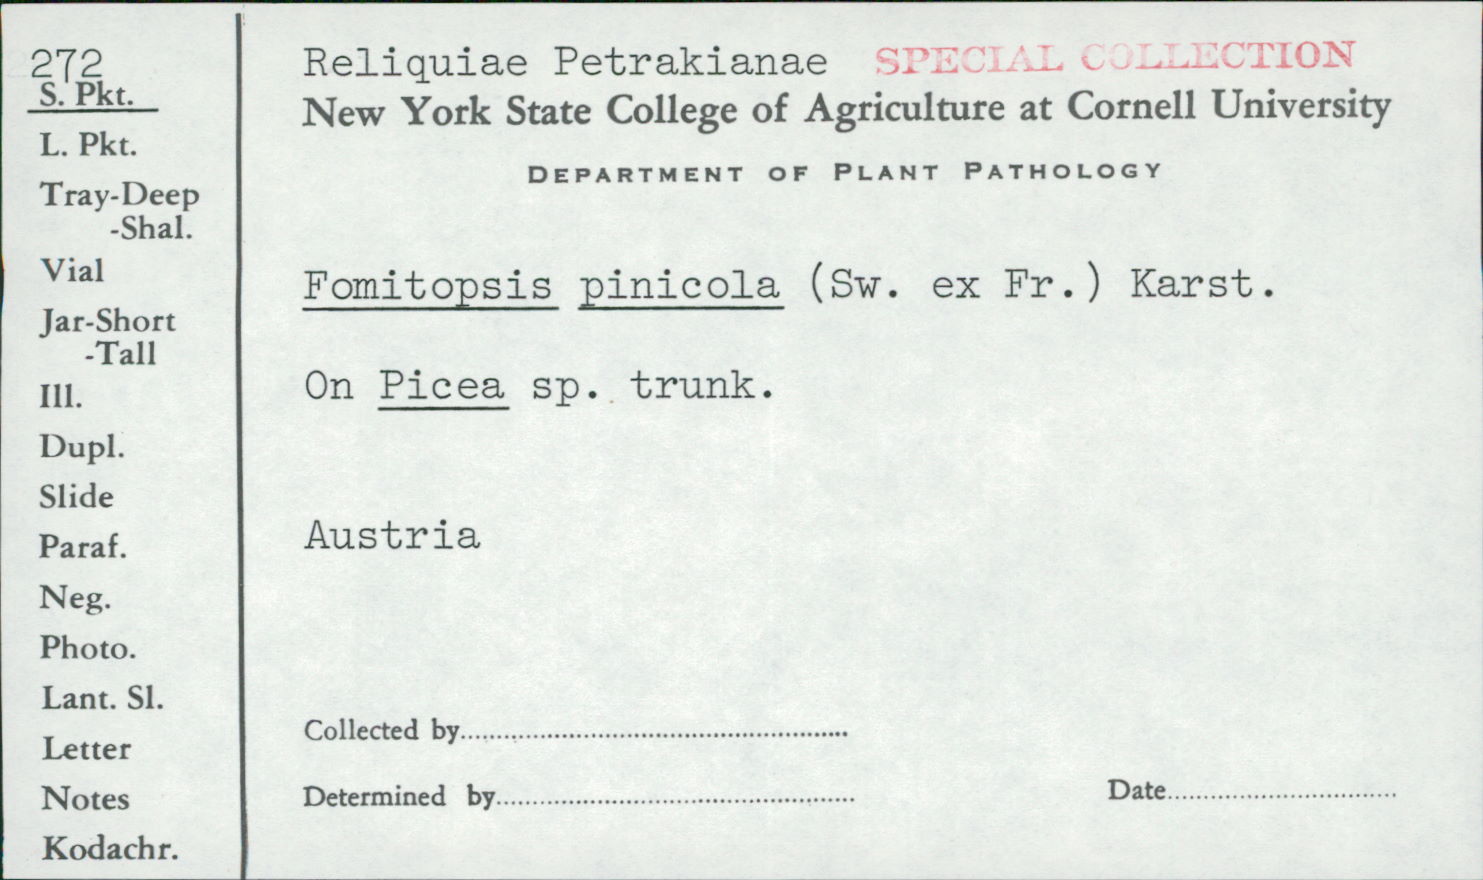 272
S. Pkt.
L. Pkt.
Tray-Deep
-Shal.
Vial
Jar-Short
-Tall
Ill.
Dupl.
Slide
Paraf.
Neg.
Photo.
Lant. Sl.
Letter
Notes
Kodachr.
Reliquiae Petrakianae SPECIAL COLLECTION
New York State College of Agriculture at Cornell University
DEPARTMENT OF PLANT PATHOLOGY
Fomitopsis pinicola (Sw. ex Fr.) Karst.
On Picea sp. trunk.
Austria
Collected by
Determined by
Date